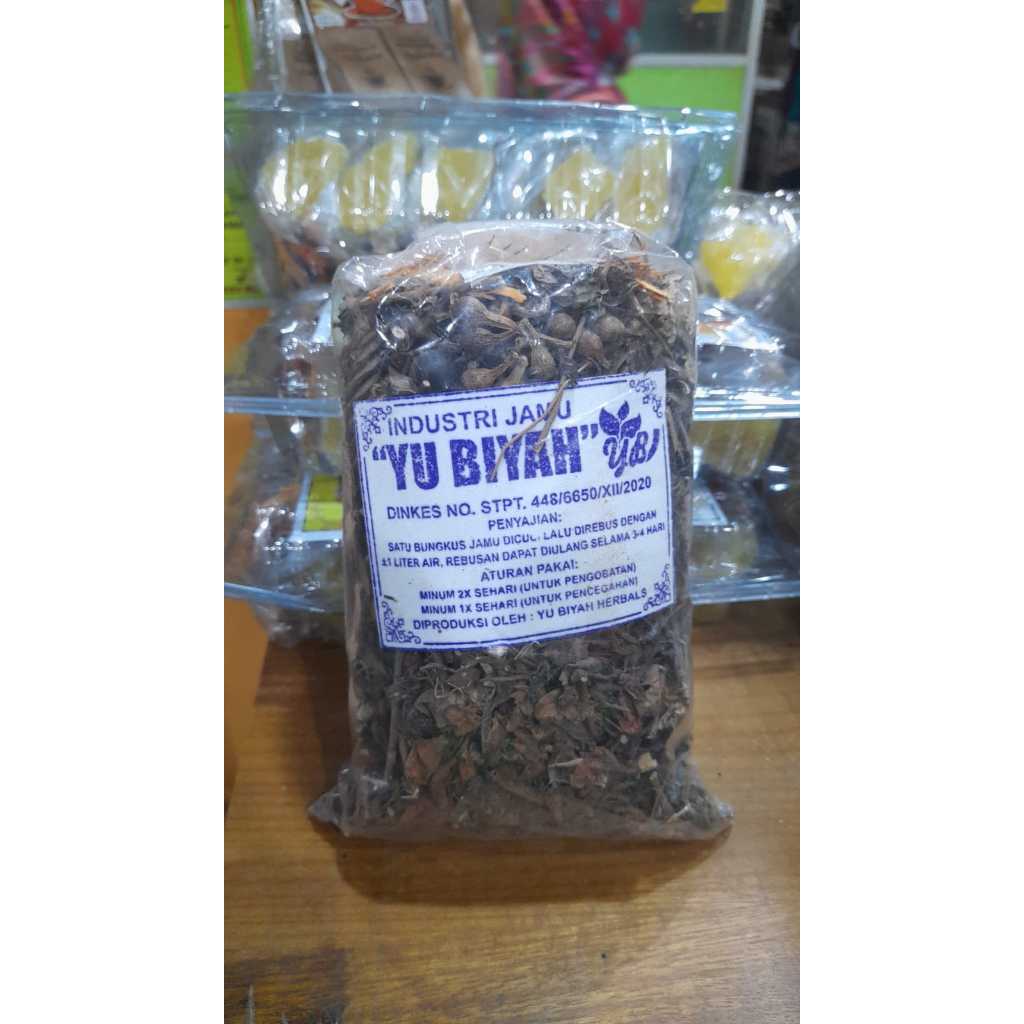 INDUSTRI JAMU
"YU BIYAH" YB
DINKES NO. STPT. 448/6650/XII/2020
PENYAJIAN:
SATU BUNGKUS JAMU DICUCI LALU DIREBUS DENGAN
±1 LITER AIR, REBUSAN DAPAT DIULANG SELAMA 3-4 HARI
ATURAN PAKAI:
MINUM 2X SEHARI (UNTUK PENGOBATAN)
MINUM 1X SEHARI (UNTUK PENCEGAHAN)
DIPRODUKSI OLEH : YU BIYAH HERBALS